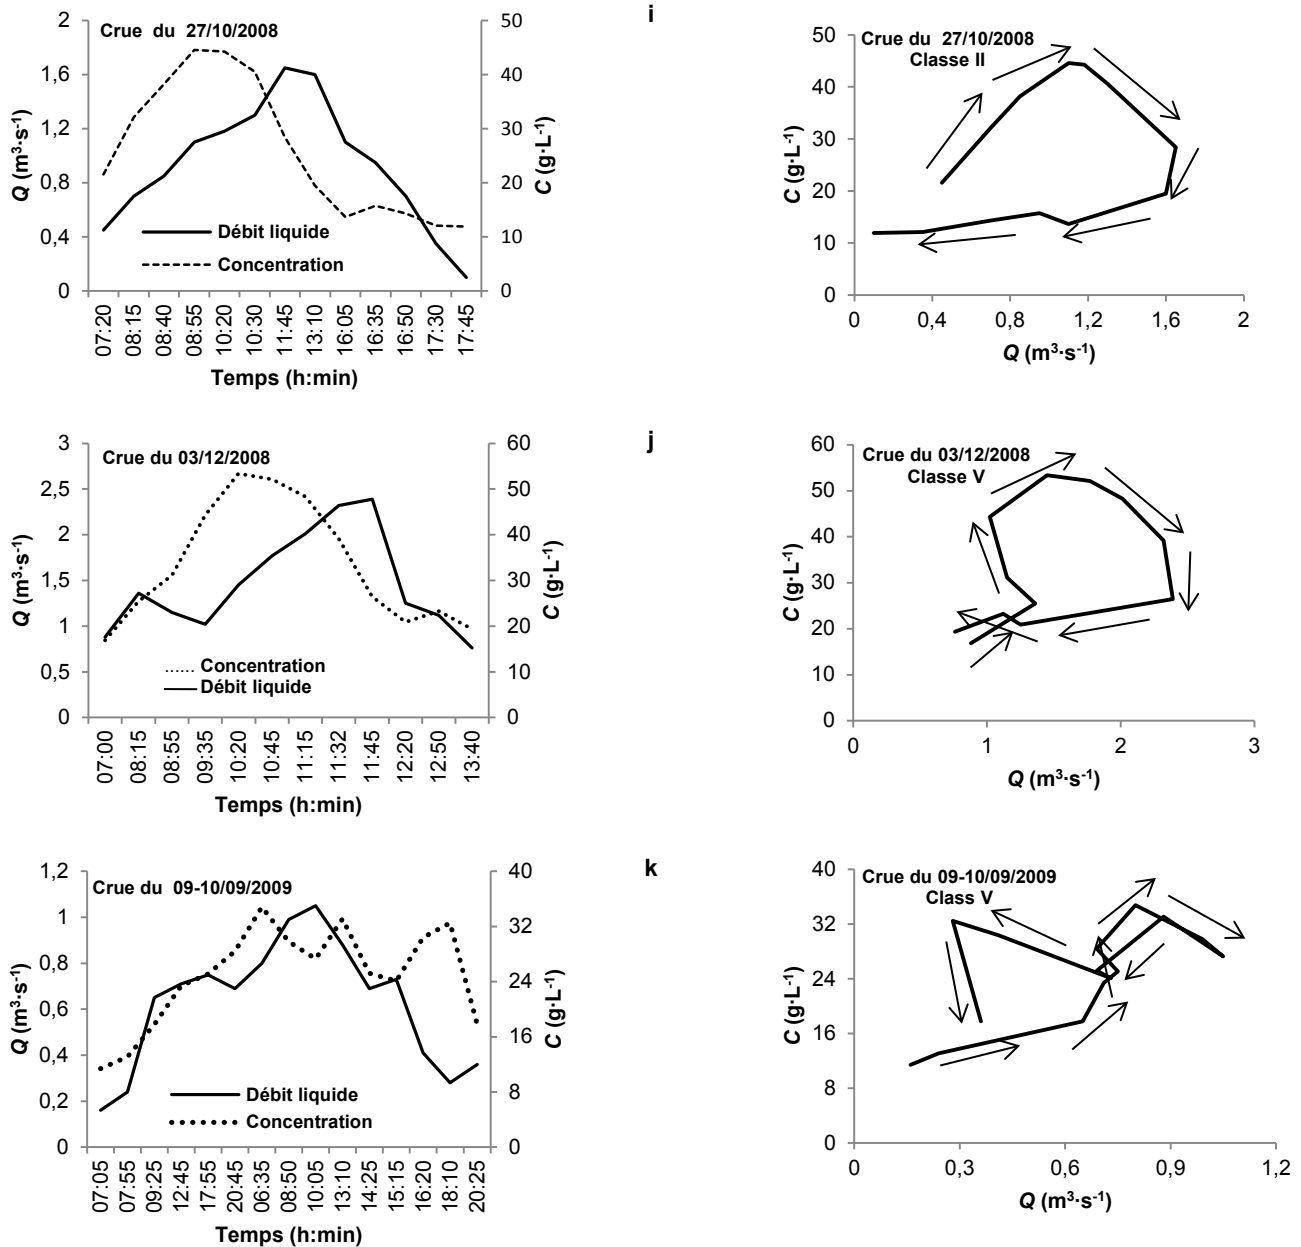 i
Crue du 27/10/2008
2
1,6
1,2
0,8
0,4
0
Q (m³·s⁻¹)
50
40
30
20
10
0
C (g·L⁻¹)
Débit liquide
Concentration
07:20 08:15 08:40 08:55 10:20 10:30 11:45 13:10 16:05 16:35 16:50 17:30 17:45
Temps (h:min)
Crue du 27/10/2008
Classe II
50
40
30
20
10
0
C (g·L⁻¹)
0 0,4 0,8 1,2 1,6 2
Q (m³·s⁻¹)
j
Crue du 03/12/2008
3
2,5
2
1,5
1
0,5
0
Q (m³·s⁻¹)
60
50
40
30
20
10
0
C (g·L⁻¹)
Concentration
Débit liquide
07:00 08:15 08:55 09:35 10:20 10:45 11:15 11:32 11:45 12:20 12:50 13:40
Temps (h:min)
Crue du 03/12/2008
Classe V
60
50
40
30
20
10
0
C (g·L⁻¹)
0 1 2 3
Q (m³·s⁻¹)
k
Crue du 09-10/09/2009
1,2
1
0,8
0,6
0,4
0,2
0
Q (m³·s⁻¹)
40
32
24
16
8
0
C (g·L⁻¹)
Débit liquide
Concentration
07:05 07:55 09:25 12:45 17:55 20:45 06:35 08:50 10:05 13:10 14:25 15:15 16:20 18:10 20:25
Temps (h:min)
Crue du 09-10/09/2009
Class V
40
32
24
16
8
0
C (g·L⁻¹)
0 0,3 0,6 0,9 1,2
Q (m³·s⁻¹)